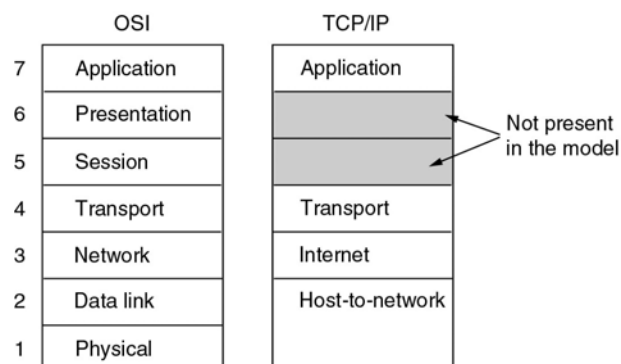 OSI
TCP/IP
7
Application
Application
6
Presentation
5
Session
Not present
in the model
4
Transport
Transport
3
Network
Internet
2
Data link
Host-to-network
1
Physical